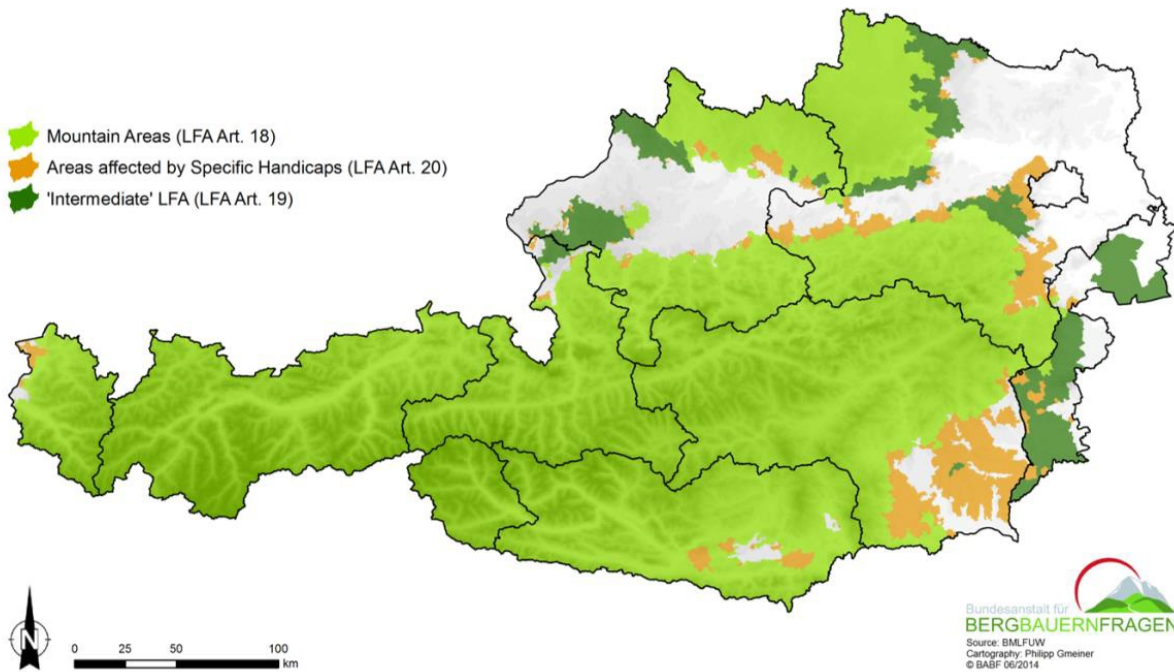 Mountain Areas (LFA Art. 18)
Areas affected by Specific Handicaps (LFA Art. 20)
'Intermediate' LFA (LFA Art. 19)
N
0 25 50 100
km
Bundesanstalt für
BERGBAUERNFRAGEN
Source: BMLFUW
Cartography: Philipp Gmeiner
© BABF 06/2014